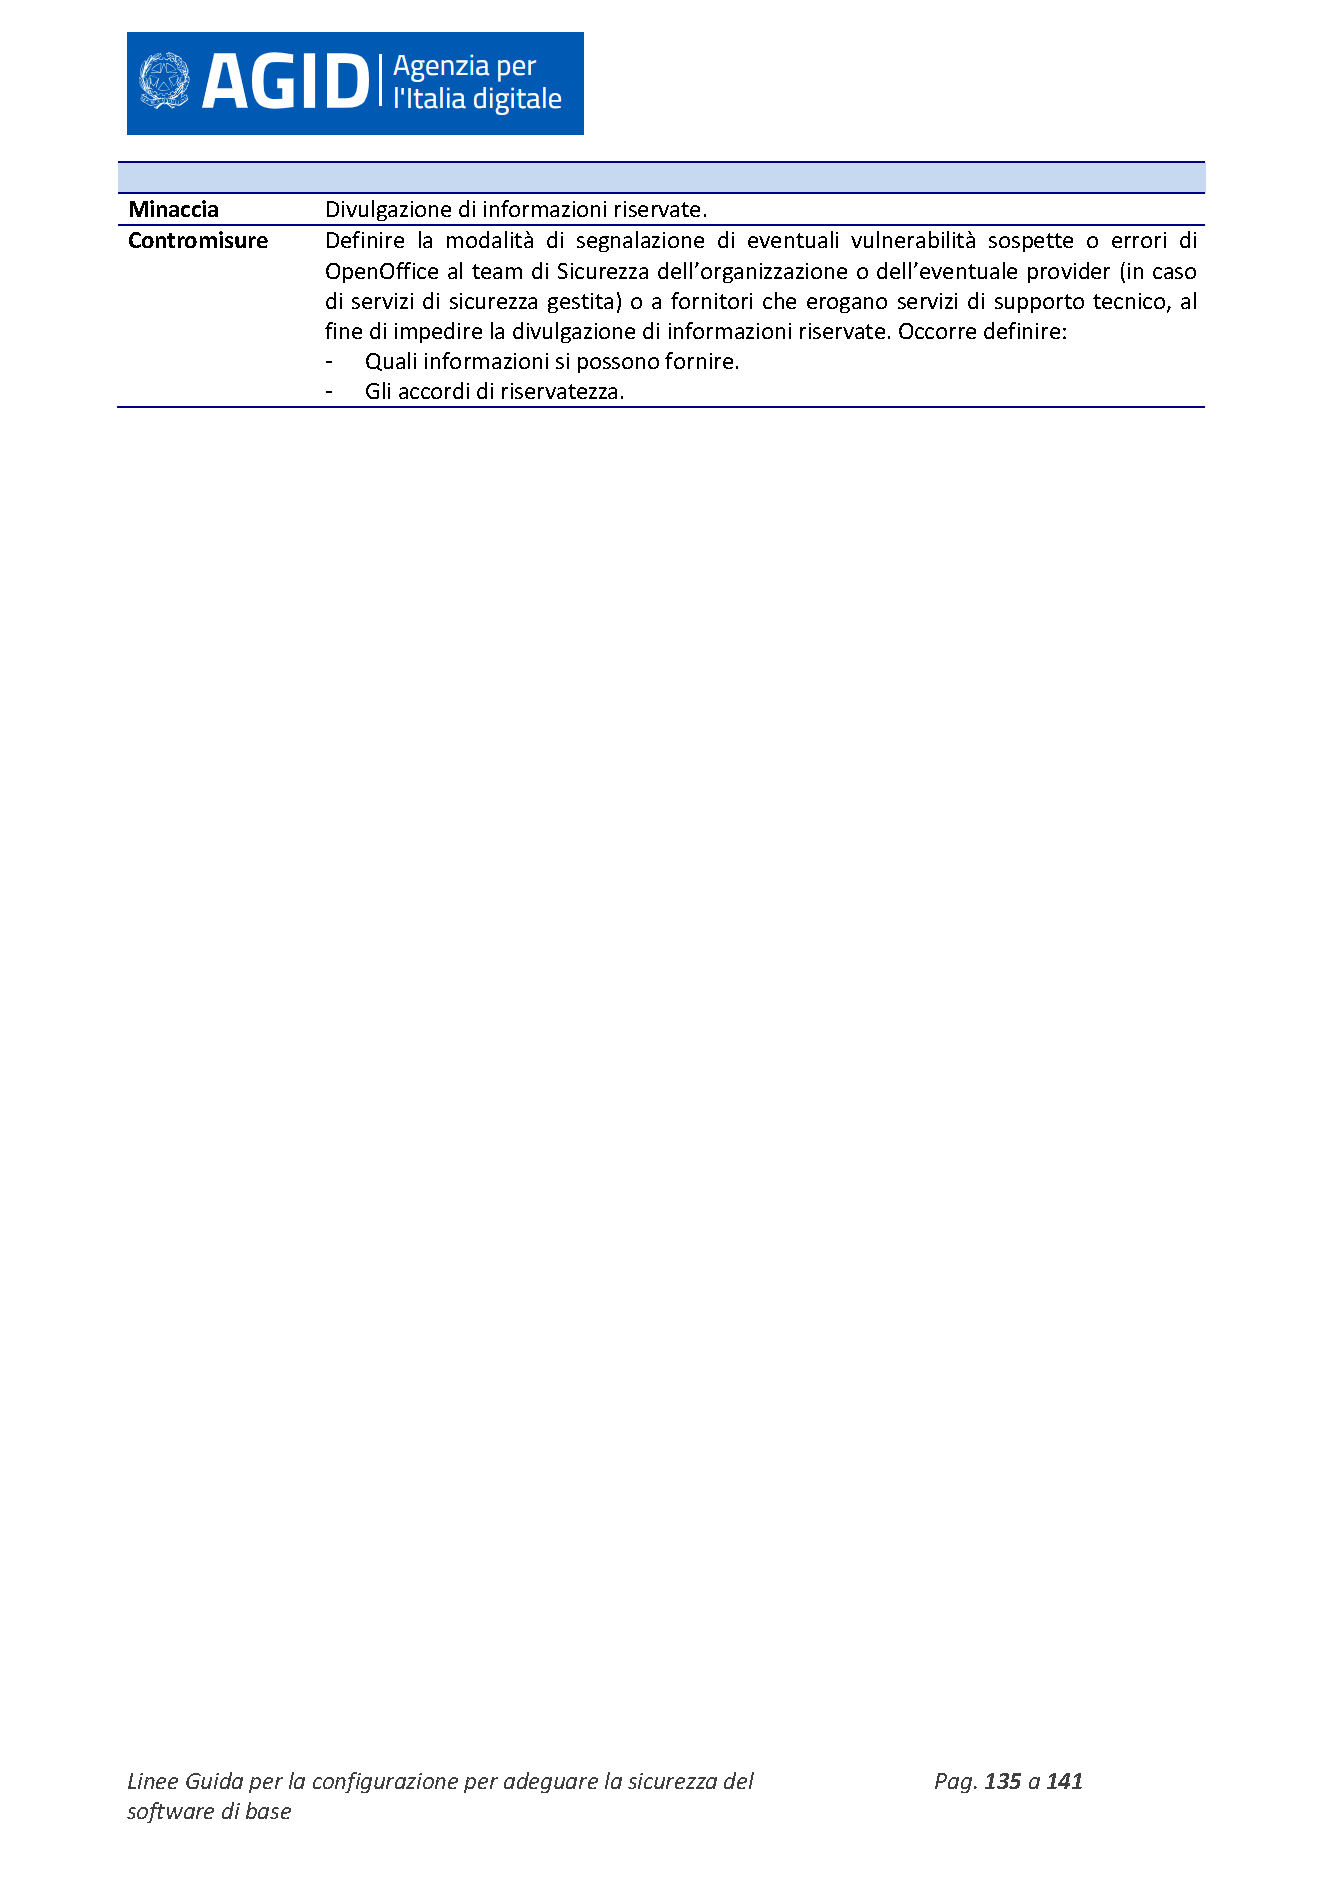 AGID Agenzia per
l'Italia digitale
Minaccia Divulgazione di informazioni riservate.
Contromisure Definire la modalità di segnalazione di eventuali vulnerabilità sospette o errori di
OpenOffice al team di Sicurezza dell’organizzazione o dell’eventuale provider (in caso
di servizi di sicurezza gestita) o a fornitori che erogano servizi di supporto tecnico, al
fine di impedire la divulgazione di informazioni riservate. Occorre definire:
- Quali informazioni si possono fornire.
- Gli accordi di riservatezza.
Linee Guida per la configurazione per adeguare la sicurezza del Pag. 135 a 141
software di base